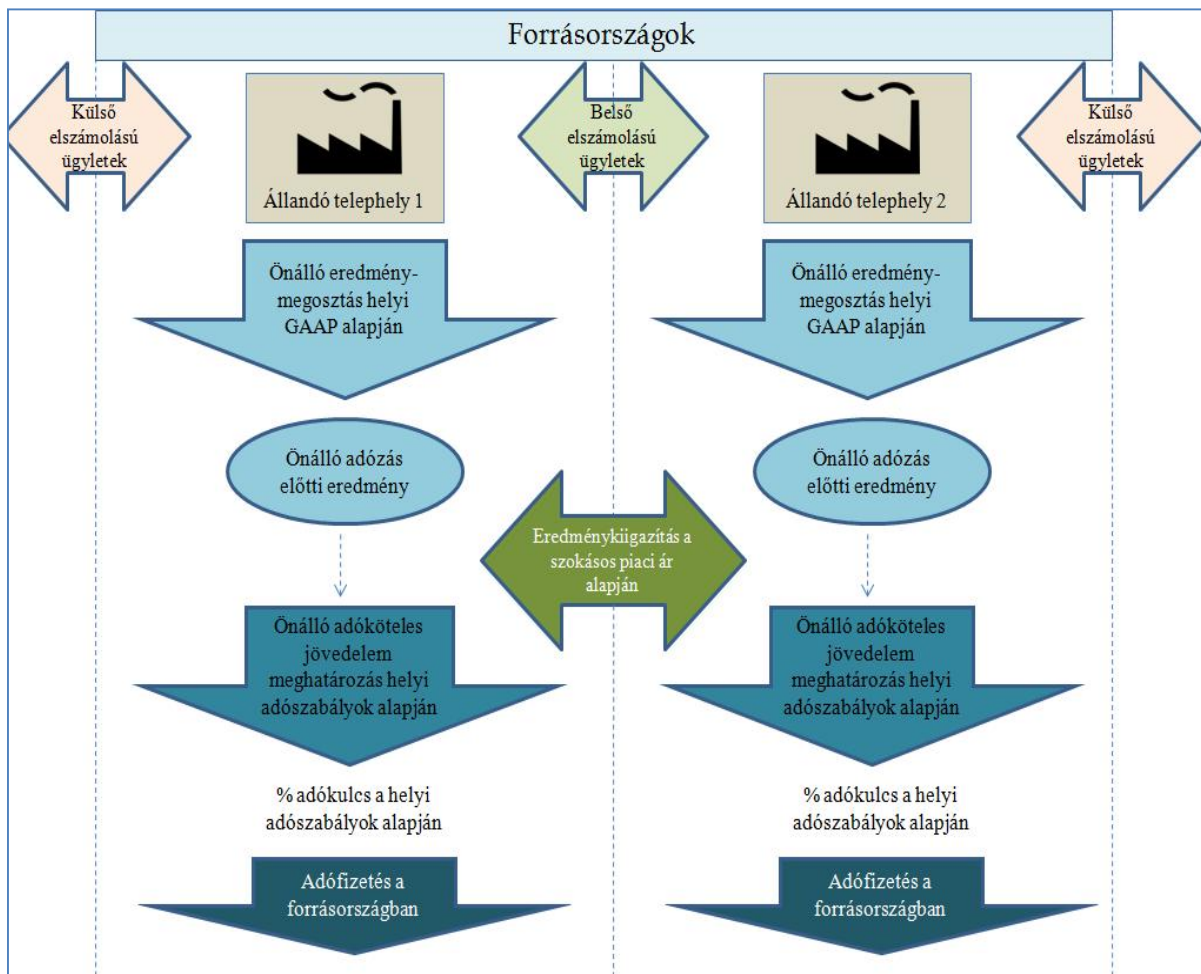 Forrásországok
Külső
elszámolású
ügyletek
Állandó telephely 1
Belső
elszámolású
ügyletek
Állandó telephely 2
Külső
elszámolású
ügyletek
Önálló eredmény-
megosztás helyi
GAAP alapján
Önálló eredmény-
megosztás helyi
GAAP alapján
Önálló adózás
előtti eredmény
Önálló adózás
előtti eredmény
Eredménykiigazítás a
szokásos piaci ár
alapján
Önálló adóköteles
jövedelem
meghatározás helyi
adószabályok alapján
Önálló adóköteles
jövedelem
meghatározás helyi
adószabályok alapján
% adókulcs a helyi
adószabályok alapján
% adókulcs a helyi
adószabályok alapján
Adófizetés a
forrásországban
Adófizetés a
forrásországban